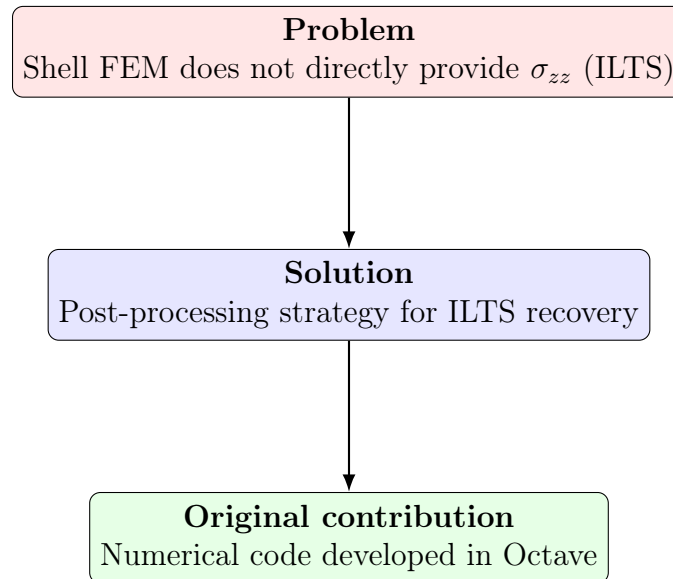 Problem
Shell FEM does not directly provide σzz (ILTS)
Solution
Post-processing strategy for ILTS recovery
Original contribution
Numerical code developed in Octave